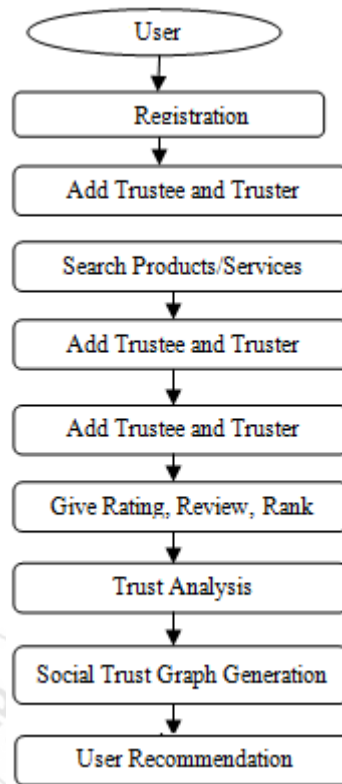 User
Registration
Add Trustee and Truster
Search Products/Services
Add Trustee and Truster
Add Trustee and Truster
Give Rating, Review, Rank
Trust Analysis
Social Trust Graph Generation
User Recommendation